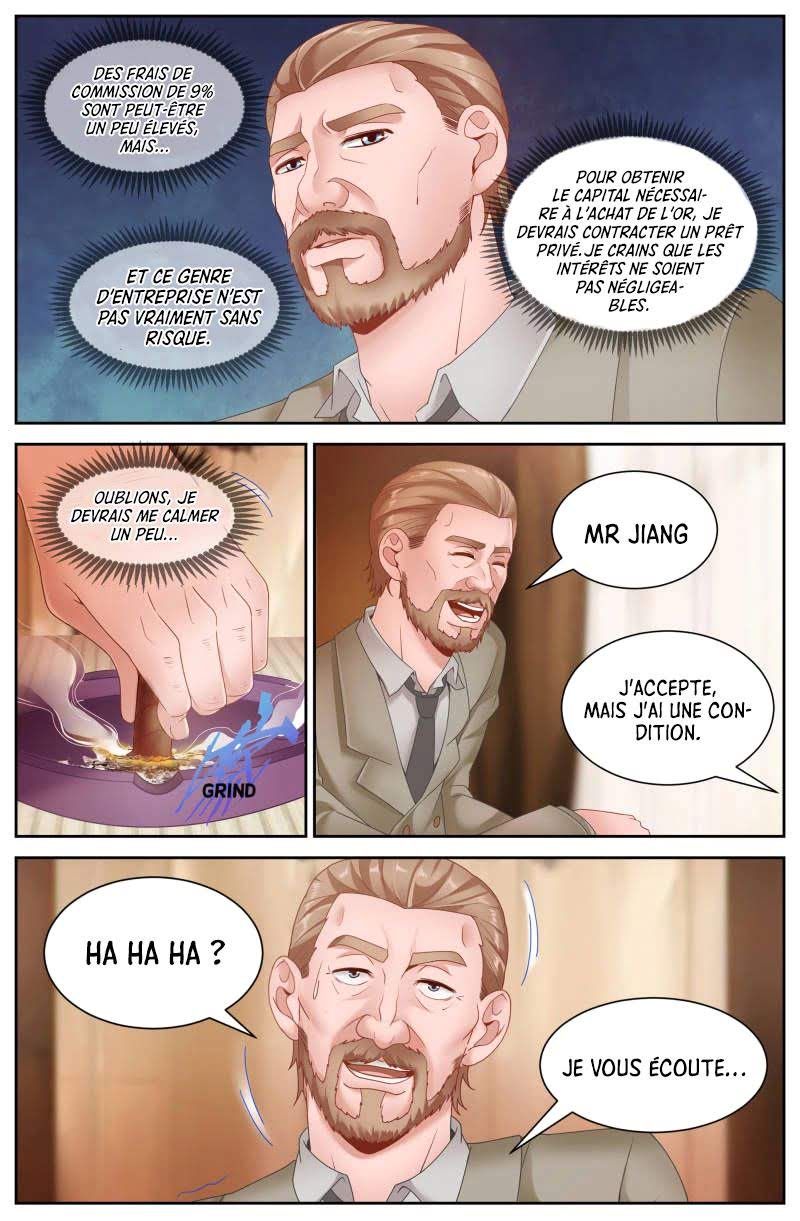 DES FRAIS DE
COMMISSION DE 9%
SONT PEUT-ÊTRE
UN PEU ÉLEVÉS,
MAIS...
POUR OBTENIR
LE CAPITAL NÉCESSAI-
RE À L'ACHAT DE L'OR, JE
DEVRAIS CONTRACTER UN PRÊT
PRIVÉ.JE CRAINS QUE LES
INTÉRÊTS NE SOIENT
PAS NÉGLIGEA-
BLES.
ET CE GENRE
D'ENTREPRISE N'EST
PAS VRAIMENT SANS
RISQUE.
OUBLIONS, JE
DEVRAIS ME CALMER
UN PEU...
GRIND
MR JIANG
J'ACCEPTE,
MAIS J'AI UNE CON-
DITION.
HA HA HA ?
JE VOUS ÉCOUTE...